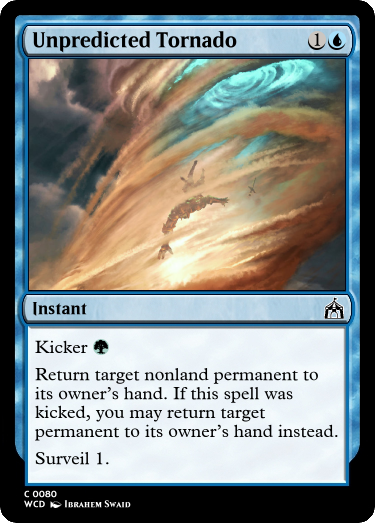 Unpredicted Tornado 1
Instant
Kicker
Return target nonland permanent to
its owner's hand. If this spell was
kicked, you may return target
permanent to its owner's hand instead.
Surveil 1.
C 0080
WCD Ibrahem Swaid